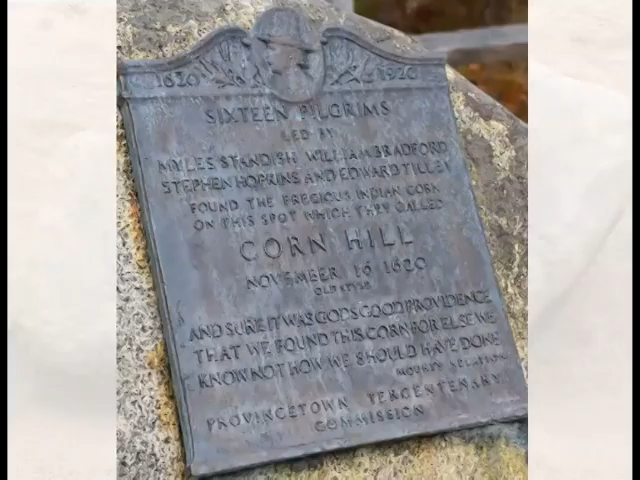 1620 1920
SIXTEEN PILGRIMS
LED BY
MYLES STANDISH WILLIAM BRADFORD
STEPHEN HOPKINS AND EDWARD TILLEY
FOUND THE PRECIOUS INDIAN CORN
ON THIS SPOT WHICH THEY CALLED
CORN HILL
NOVEMBER 16 1620
OLD STYLE
AND SURE IT WAS GODS GOOD PROVIDENCE
THAT WE FOUND THIS CORN FOR ELSE WE
KNOW NOT HOW WE SHOULD HAVE DONE
MOURTS RELATION
PROVINCETOWN TERCENTENARY
COMMISSION